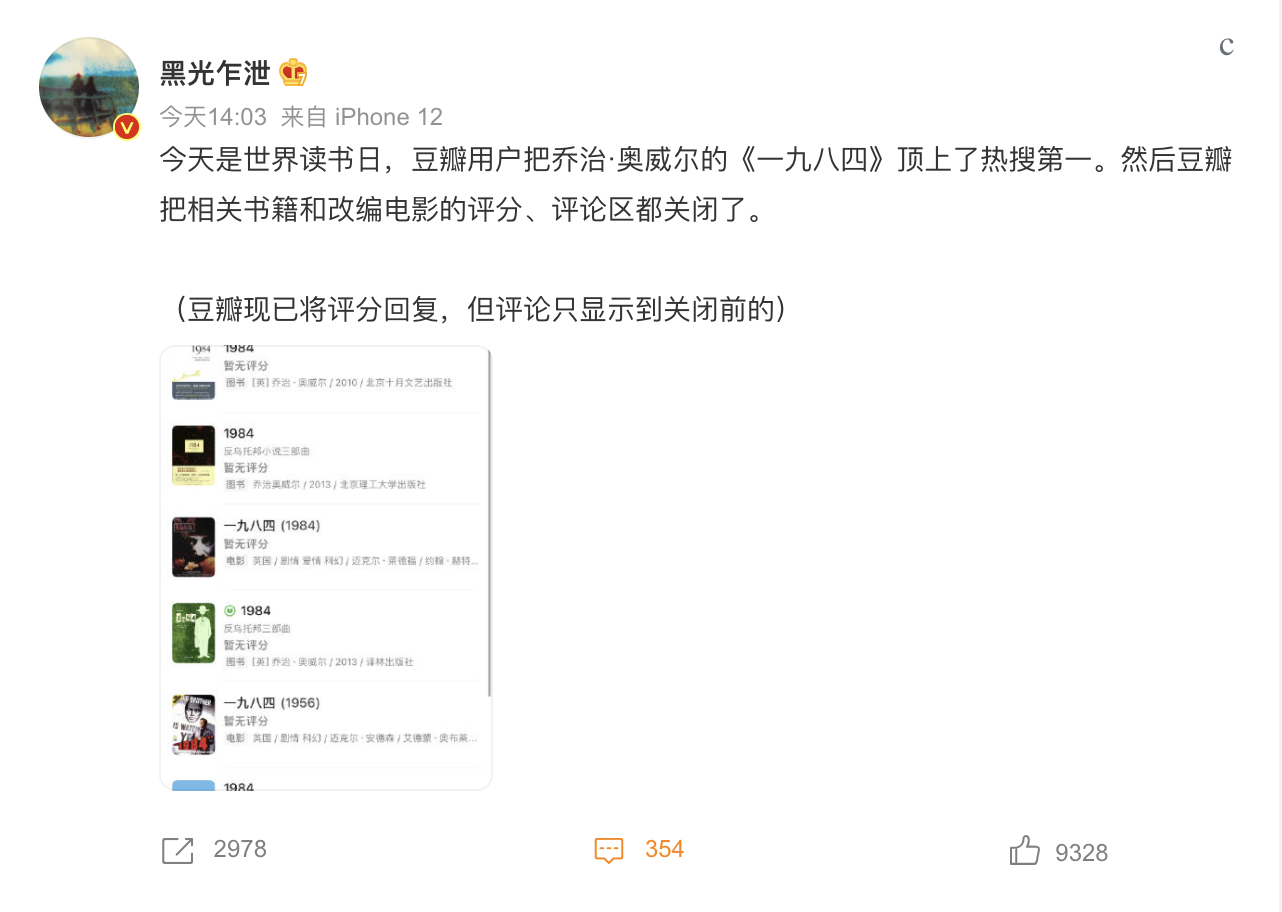 黑光乍泄
今天14:03 来自 iPhone 12
今天是世界读书日，豆瓣用户把乔治·奥威尔的《一九八四》顶上了热搜第一。然后豆瓣
把相关书籍和改编电影的评分、评论区都关闭了。
（豆瓣现已将评分回复，但评论只显示到关闭前的）
1984
1984
暂无评分
图书 [英] 乔治·奥威尔 / 2010 / 北京十月文艺出版社
1984
反乌托邦小说三部曲
暂无评分
图书 乔治奥威尔 / 2013 / 北京理工大学出版社
一九八四 (1984)
暂无评分
电影 英国 / 剧情 爱情 科幻 / 迈克尔·莱德福 / 约翰·赫特...
1984
反乌托邦三部曲
暂无评分
图书 [英] 乔治·奥威尔 / 2013 / 译林出版社
一九八四 (1956)
暂无评分
电影 英国 / 剧情 科幻 / 迈克尔·安德森 / 艾德蒙·奥布莱...
1984
1984
2978
354
9328